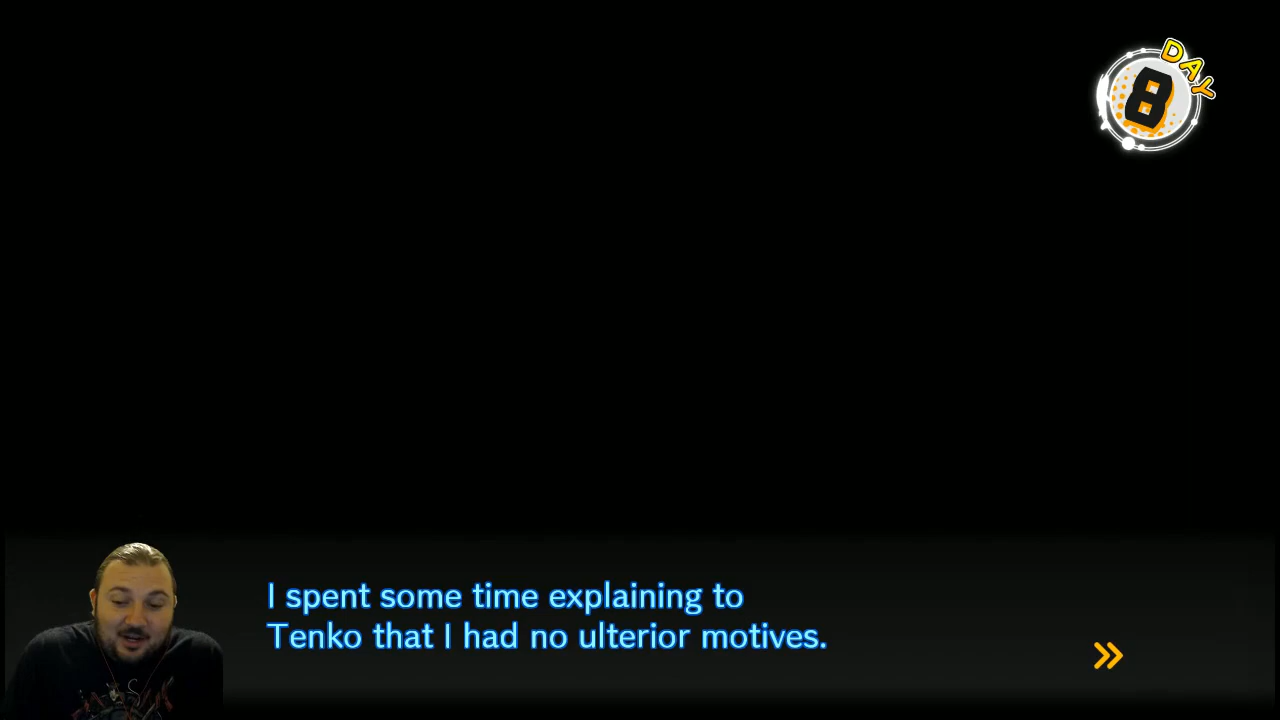 DAY
8
I spent some time explaining to
Tenko that I had no ulterior motives.